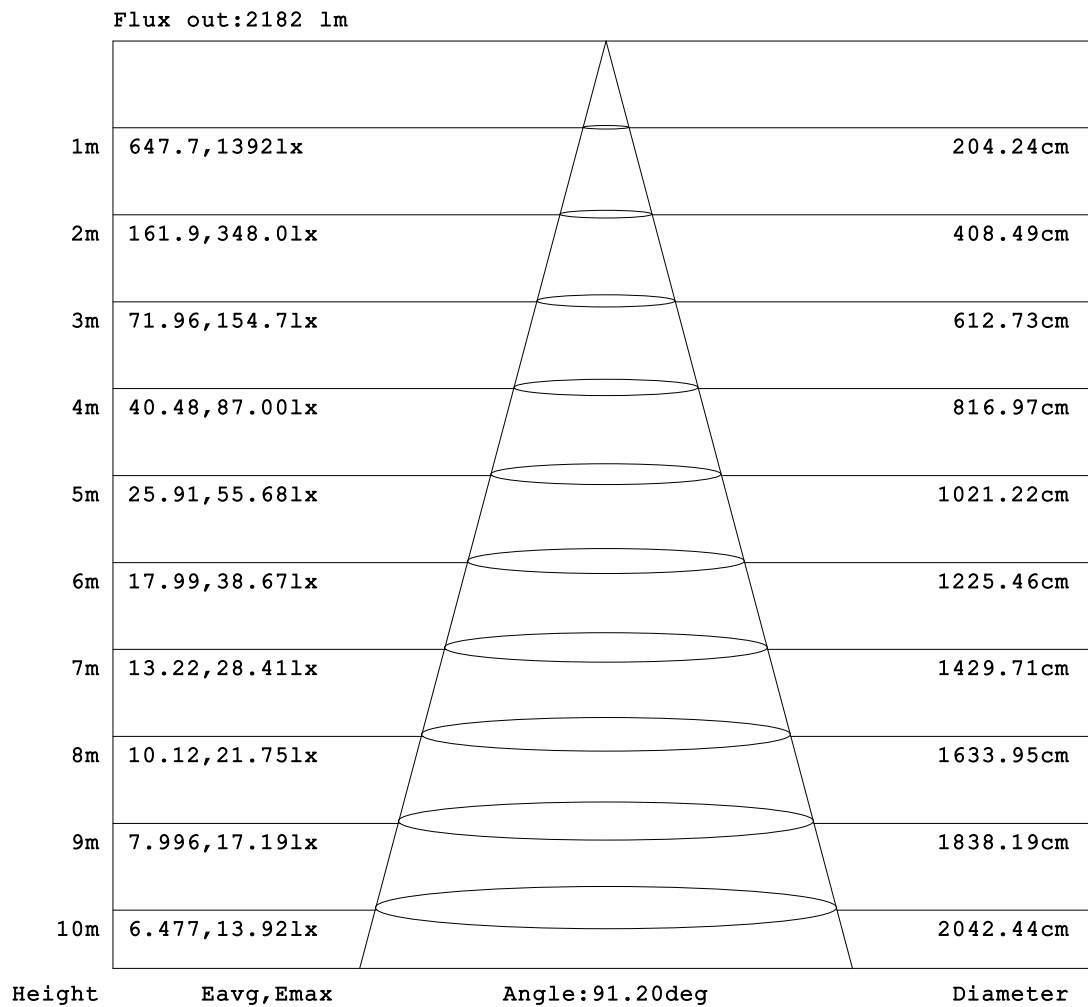 Flux out:2182 lm
1m 647.7,1392lx 204.24cm
2m 161.9,348.0lx 408.49cm
3m 71.96,154.7lx 612.73cm
4m 40.48,87.00lx 816.97cm
5m 25.91,55.68lx 1021.22cm
6m 17.99,38.67lx 1225.46cm
7m 13.22,28.41lx 1429.71cm
8m 10.12,21.75lx 1633.95cm
9m 7.996,17.19lx 1838.19cm
10m 6.477,13.92lx 2042.44cm
Height Eavg,Emax Angle:91.20deg Diameter